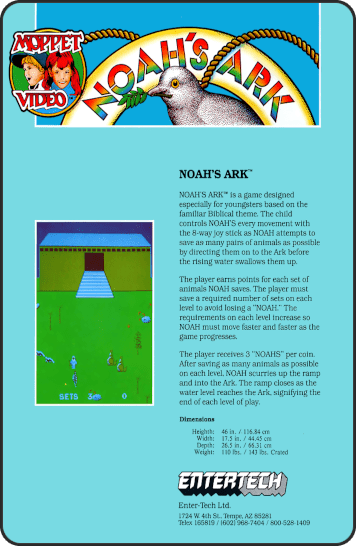 MOPPET
VIDEO
NOAH'S ARK
NOAH'S ARK™
NOAH'S ARK™ is a game designed
especially for youngsters based on the
familiar Biblical theme. The child
controls NOAH'S every movement with
the 8-way joy stick as NOAH attempts to
save as many pairs of animals as possible
by directing them on to the Ark before
the rising water swallows them up.
The player earns points for each set of
animals NOAH saves. The player must
save a required number of sets on each
level to avoid losing a "NOAH." The
requirements on each level increase so
NOAH must move faster and faster as the
game progresses.
The player receives 3 "NOAHS" per coin.
After saving as many animals as possible
on each level, NOAH scurries up the ramp
and into the Ark. The ramp closes as the
water level reaches the Ark, signifying the
end of each level of play.
SETS 0
Dimensions
Heighth: 46 in. / 116.84 cm
Width: 17.5 in. / 44.45 cm
Depth: 26.5 in. / 66.31 cm
Weight: 110 lbs. / 143 lbs. Crated
ENTERTECH
Enter-Tech Ltd.
1724 W. 4th St., Tempe, AZ 85281
Telex 165819 / (602) 968-7404 / 800-528-1409